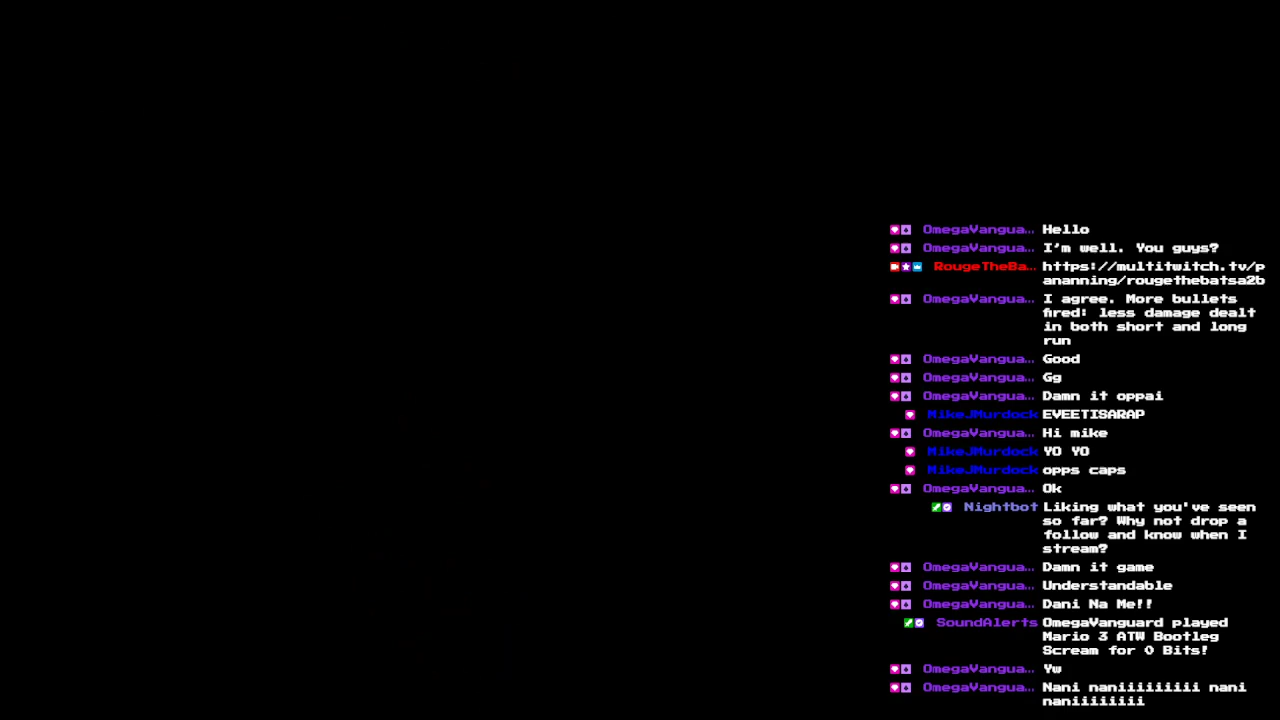 OmegaVangua... Hello
OmegaVangua... I'm well. You guys?
RougeTheBa... https://multitwitch.tv/p
ananning/rougethebatsa2b
OmegaVangua... I agree. More bullets
fired: less damage dealt
in both short and long
run
OmegaVangua... Good
OmegaVangua... Gg
OmegaVangua... Damn it oppai
MikeJMurdock EVEETISARAP
OmegaVangua... Hi mike
MikeJMurdock YO YO
MikeJMurdock opps caps
OmegaVangua... Ok
Nightbot Liking what you've seen
so far? Why not drop a
follow and know when I
stream?
OmegaVangua... Damn it game
OmegaVangua... Understandable
OmegaVangua... Dani Na Me!!
SoundAlerts OmegaVanguard played
Mario 3 ATW Bootleg
Scream for 0 Bits!
OmegaVangua... Yw
OmegaVangua... Nani naniiiiiiiii nani
naniiiiiiii